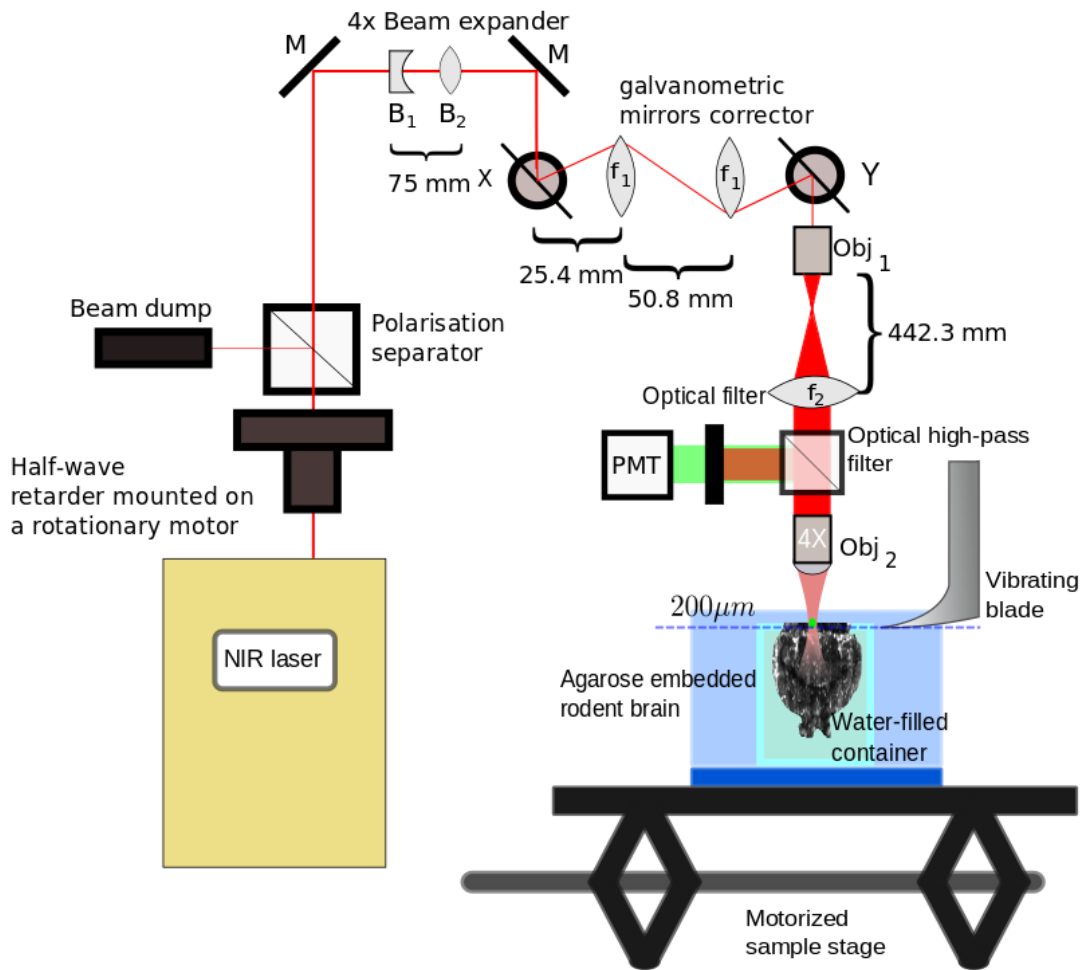 4x Beam expander
M
M
B1
B2
75 mm
galvanometric
mirrors corrector
X
f1
f1
Y
25.4 mm
50.8 mm
Obj 1
442.3 mm
Beam dump
Polarisation
separator
Optical filter
f2
Half-wave
retarder mounted on
a rotationary motor
PMT
Optical high-pass
filter
4X
Obj 2
NIR laser
200μm
Vibrating
blade
Agarose embedded
rodent brain
Water-filled
container
Motorized
sample stage